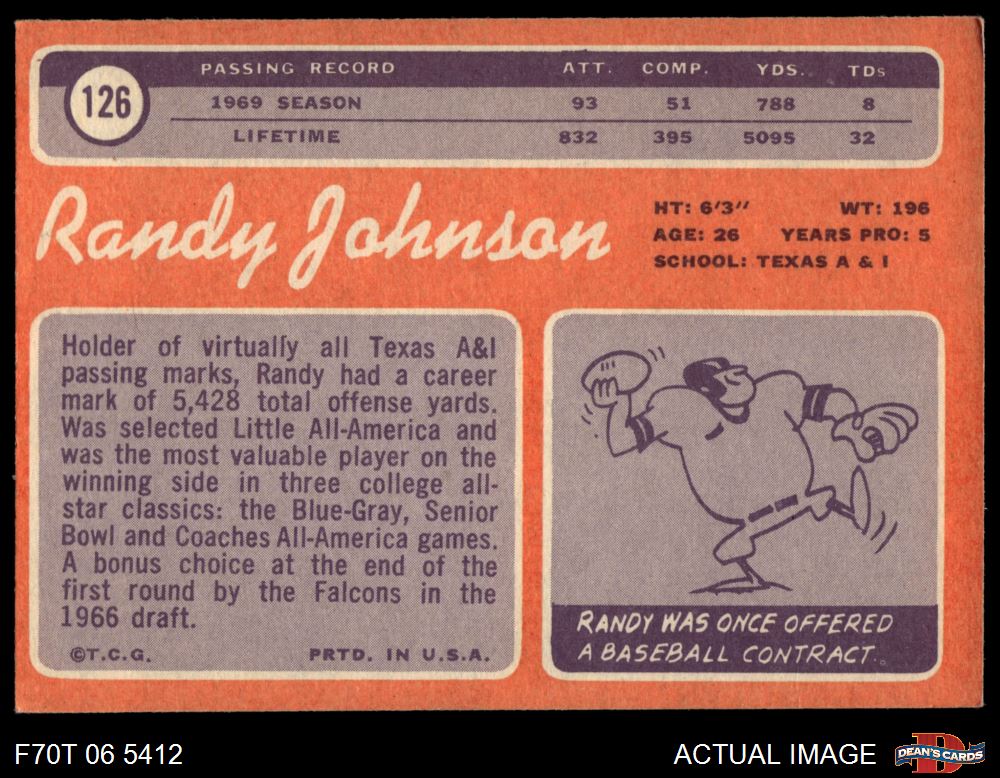 PASSING RECORD ATT. COMP. YDS. TDs
126
1969 SEASON 93 51 788 8
LIFETIME 832 395 5095 32
Randy Johnson
HT: 6'3" WT: 196
AGE: 26 YEARS PRO: 5
SCHOOL: TEXAS A & I
Holder of virtually all Texas A&I
passing marks, Randy had a career
mark of 5,428 total offense yards.
Was selected Little All-America and
was the most valuable player on the
winning side in three college all-
star classics: the Blue-Gray, Senior
Bowl and Coaches All-America games.
A bonus choice at the end of the
first round by the Falcons in the
1966 draft.
©T.C.G. PRTD. IN U.S.A.
RANDY WAS ONCE OFFERED
A BASEBALL CONTRACT.
F70T 06 5412
ACTUAL IMAGE
D
DEAN'S CARDS